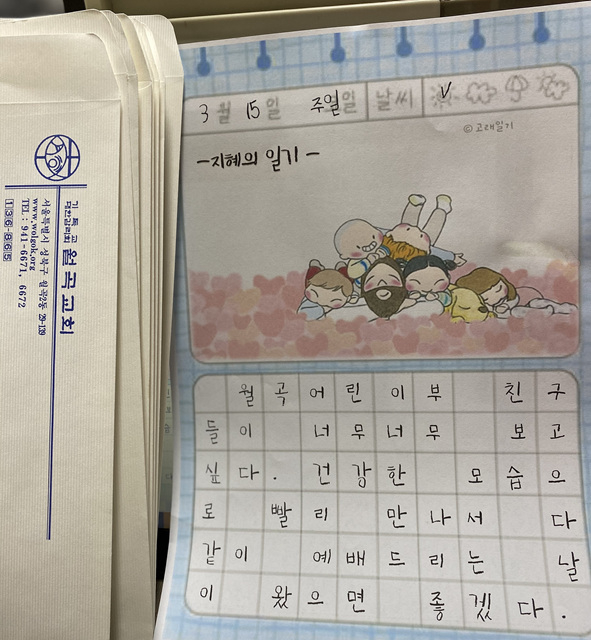 기독교
대한감리회 월곡교회
서울특별시 성북구 월곡2동 29-139
www.wolgok.org
TEL : 941-6671, 6672
136-865
3월 15일 주일일 날씨 V
©고래일기
-지혜의 일기-
월곡어린이부 친구
들이 너무너무 보고
싶다. 건강한 모습으
로 빨리 만나서 다
같이 예배드리는 날
이 왔으면 좋겠다.